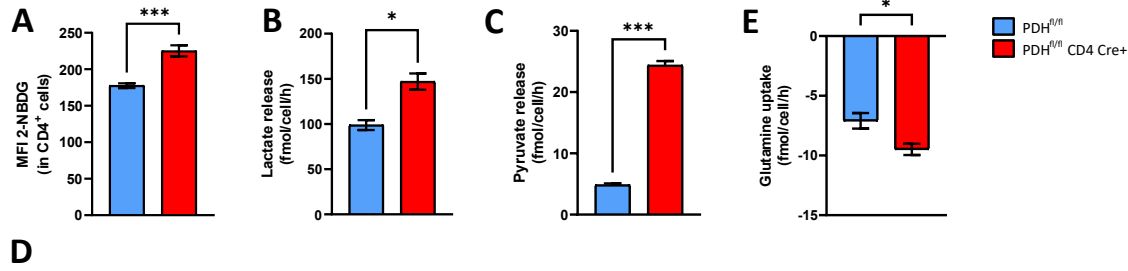 A
MFI 2-NBDG
(in CD4+ cells)
250
200
150
100
50
0
***
B
Lactate release
(fmol/cell/h)
200
150
100
50
0
*
C
Pyruvate release
(fmol/cell/h)
30
20
10
0
***
E
Glutamine uptake
(fmol/cell/h)
0
-5
-10
-15
*
PDHfl/fl
PDHfl/fl CD4 Cre+
D